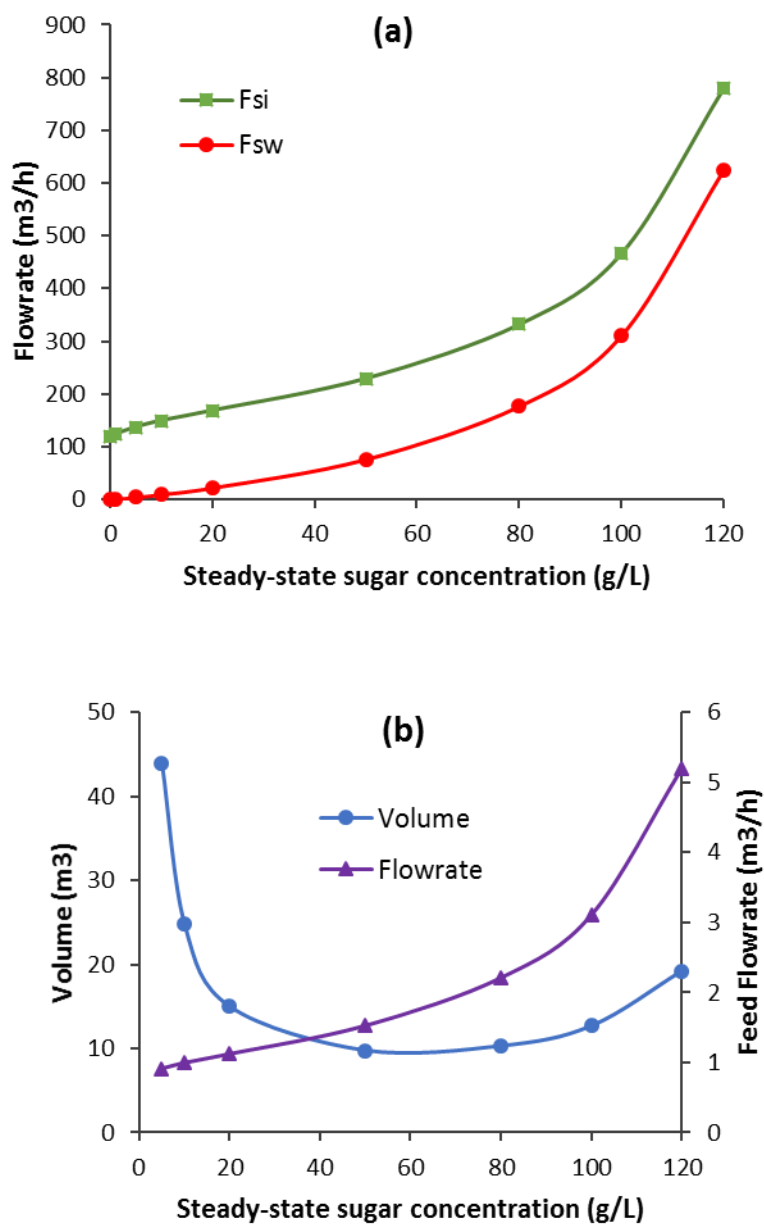 (a)
900
800
700
600
500
400
300
200
100
0
Flowrate (m3/h)
Fsi
Fsw
0 20 40 60 80 100 120
Steady-state sugar concentration (g/L)
(b)
50
40
30
20
10
0
Volume (m3)
Volume
Flowrate
6
5
4
3
2
1
0
Feed Flowrate (m3/h)
0 20 40 60 80 100 120
Steady-state sugar concentration (g/L)